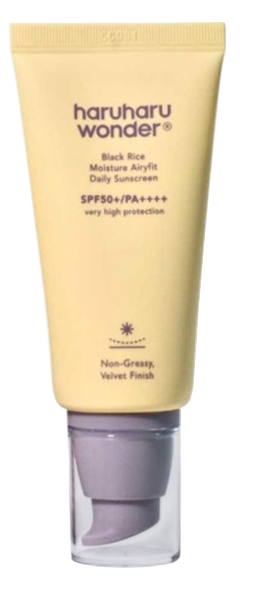 haruharu
wonder®
Black Rice
Moisture Airyfit
Daily Sunscreen
SPF50+/PA++++
very high protection
Non-Greasy,
Velvet Finish